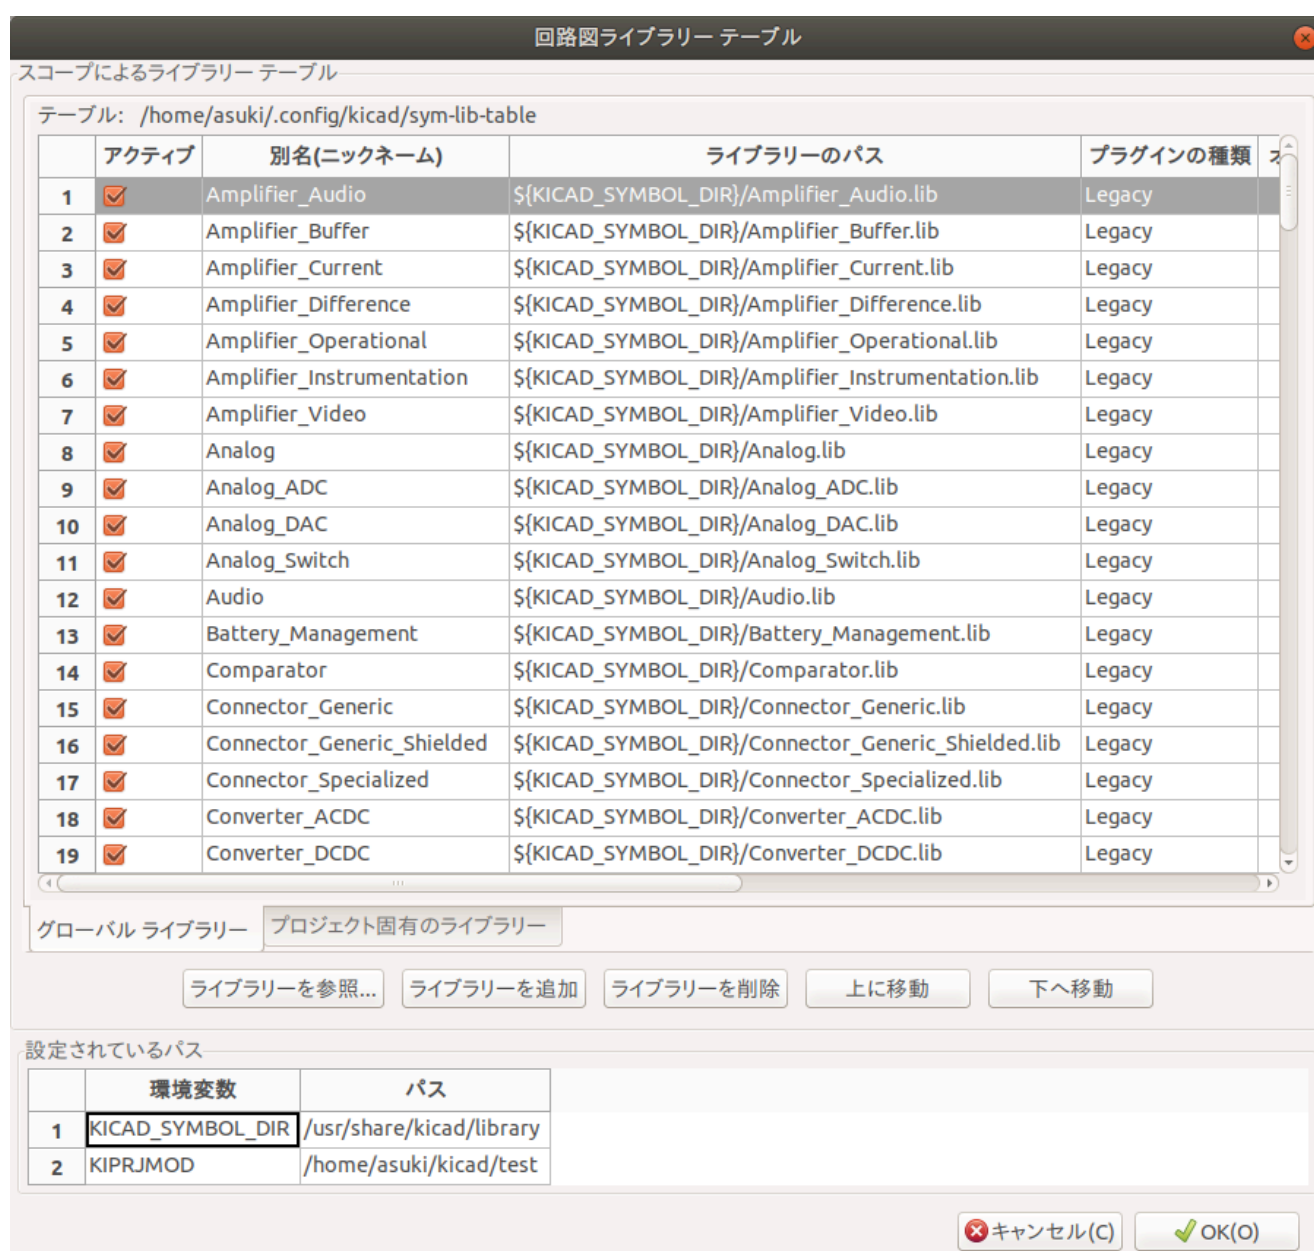 回路図ライブラリー テーブル
スコープによるライブラリー テーブル
テーブル: /home/asuki/.config/kicad/sym-lib-table
アクティブ 別名(ニックネーム) ライブラリーのパス プラグインの種類
1 Amplifier_Audio ${KICAD_SYMBOL_DIR}/Amplifier_Audio.lib Legacy
2 Amplifier_Buffer ${KICAD_SYMBOL_DIR}/Amplifier_Buffer.lib Legacy
3 Amplifier_Current ${KICAD_SYMBOL_DIR}/Amplifier_Current.lib Legacy
4 Amplifier_Difference ${KICAD_SYMBOL_DIR}/Amplifier_Difference.lib Legacy
5 Amplifier_Operational ${KICAD_SYMBOL_DIR}/Amplifier_Operational.lib Legacy
6 Amplifier_Instrumentation ${KICAD_SYMBOL_DIR}/Amplifier_Instrumentation.lib Legacy
7 Amplifier_Video ${KICAD_SYMBOL_DIR}/Amplifier_Video.lib Legacy
8 Analog ${KICAD_SYMBOL_DIR}/Analog.lib Legacy
9 Analog_ADC ${KICAD_SYMBOL_DIR}/Analog_ADC.lib Legacy
10 Analog_DAC ${KICAD_SYMBOL_DIR}/Analog_DAC.lib Legacy
11 Analog_Switch ${KICAD_SYMBOL_DIR}/Analog_Switch.lib Legacy
12 Audio ${KICAD_SYMBOL_DIR}/Audio.lib Legacy
13 Battery_Management ${KICAD_SYMBOL_DIR}/Battery_Management.lib Legacy
14 Comparator ${KICAD_SYMBOL_DIR}/Comparator.lib Legacy
15 Connector_Generic ${KICAD_SYMBOL_DIR}/Connector_Generic.lib Legacy
16 Connector_Generic_Shielded ${KICAD_SYMBOL_DIR}/Connector_Generic_Shielded.lib Legacy
17 Connector_Specialized ${KICAD_SYMBOL_DIR}/Connector_Specialized.lib Legacy
18 Converter_ACDC ${KICAD_SYMBOL_DIR}/Converter_ACDC.lib Legacy
19 Converter_DCDC ${KICAD_SYMBOL_DIR}/Converter_DCDC.lib Legacy
グローバル ライブラリー プロジェクト固有のライブラリー
ライブラリーを参照... ライブラリーを追加 ライブラリーを削除 上に移動 下へ移動
設定されているパス
環境変数 パス
1 KICAD_SYMBOL_DIR /usr/share/kicad/library
2 KIPRJMOD /home/asuki/kicad/test
キャンセル(C) OK(O)